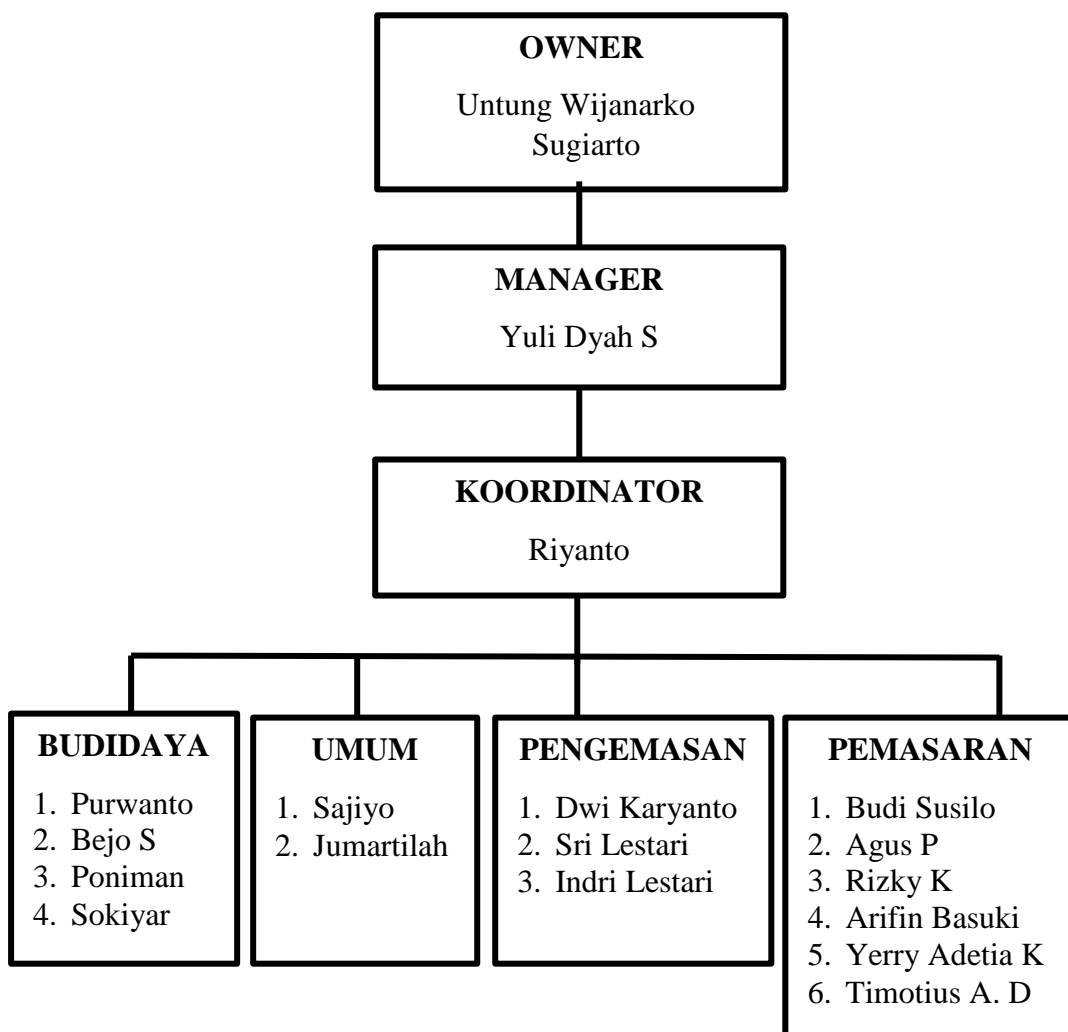 OWNER
Untung Wijanarko
Sugiarto
MANAGER
Yuli Dyah S
KOORDINATOR
Riyanto
BUDIDAYA
1. Purwanto
2. Bejo S
3. Poniman
4. Sokiyar
UMUM
1. Sajiyo
2. Jumartilah
PENGEMASAN
1. Dwi Karyanto
2. Sri Lestari
3. Indri Lestari
PEMASARAN
1. Budi Susilo
2. Agus P
3. Rizky K
4. Arifin Basuki
5. Yerry Adetia K
6. Timotius A. D